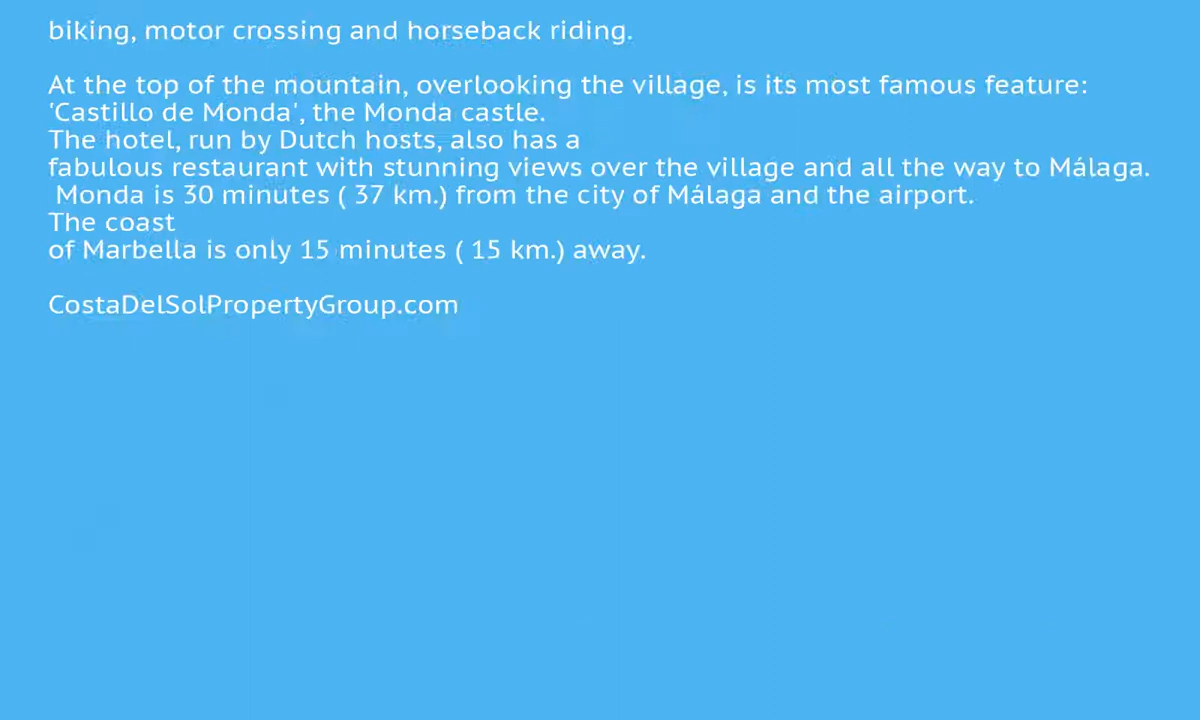 biking, motor crossing and horseback riding.
At the top of the mountain, overlooking the village, is its most famous feature:
'Castillo de Monda', the Monda castle.
The hotel, run by Dutch hosts, also has a
fabulous restaurant with stunning views over the village and all the way to Málaga.
Monda is 30 minutes ( 37 km.) from the city of Málaga and the airport.
The coast
of Marbella is only 15 minutes ( 15 km.) away.
CostaDelSolPropertyGroup.com